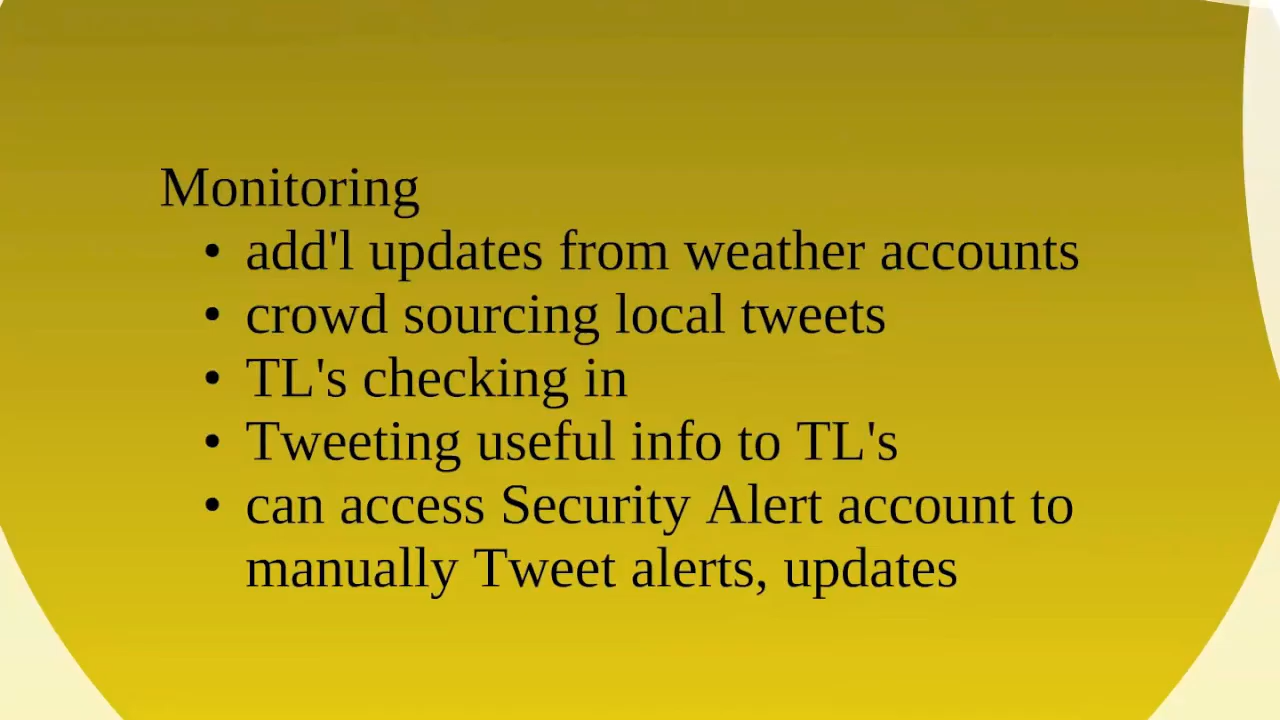 Monitoring
• add'l updates from weather accounts
• crowd sourcing local tweets
• TL's checking in
• Tweeting useful info to TL's
• can access Security Alert account to
manually Tweet alerts, updates